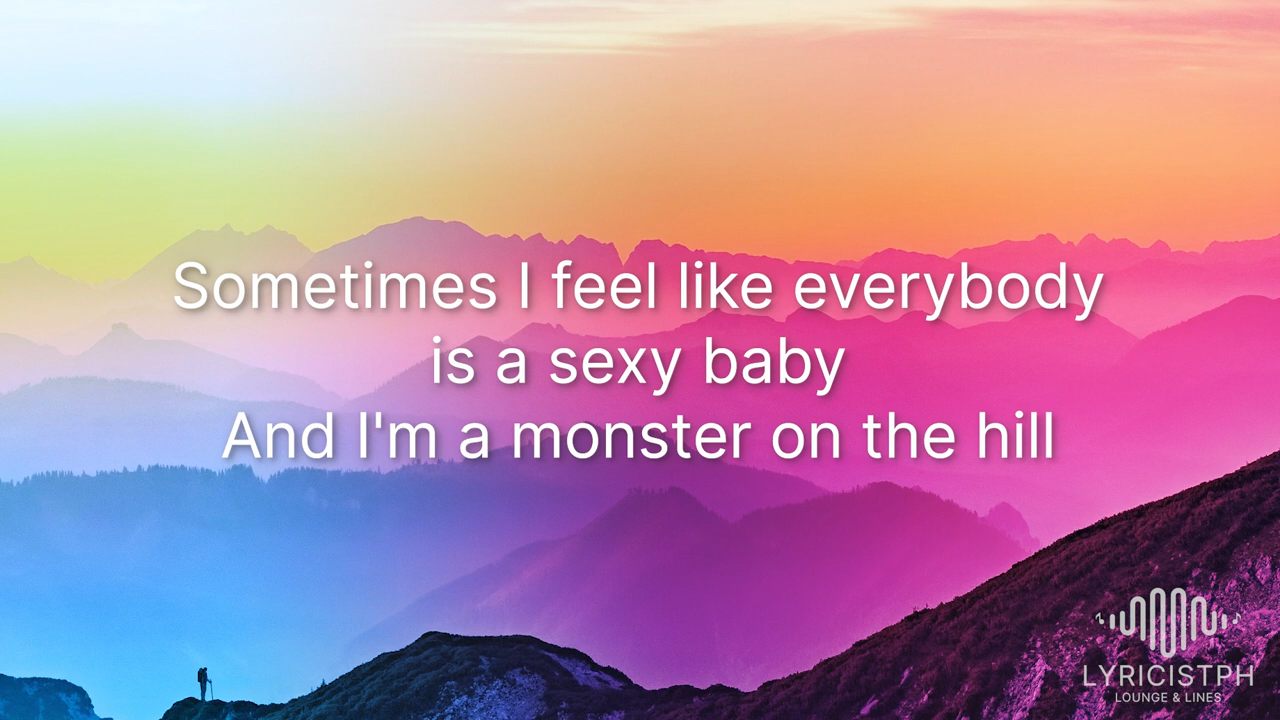 Sometimes I feel like everybody
is a sexy baby
And I'm a monster on the hill
LYRICISTPH
LOUNGE & LINES